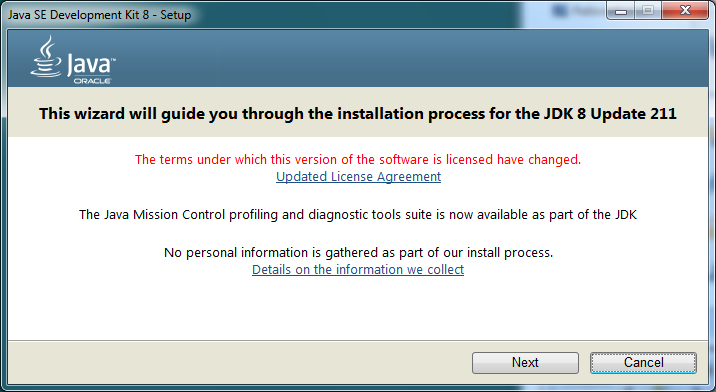 Java SE Development Kit 8 - Setup
Java™
ORACLE
This wizard will guide you through the installation process for the JDK 8 Update 211
The terms under which this version of the software is licensed have changed.
Updated License Agreement
The Java Mission Control profiling and diagnostic tools suite is now available as part of the JDK
No personal information is gathered as part of our install process.
Details on the information we collect
Next
Cancel